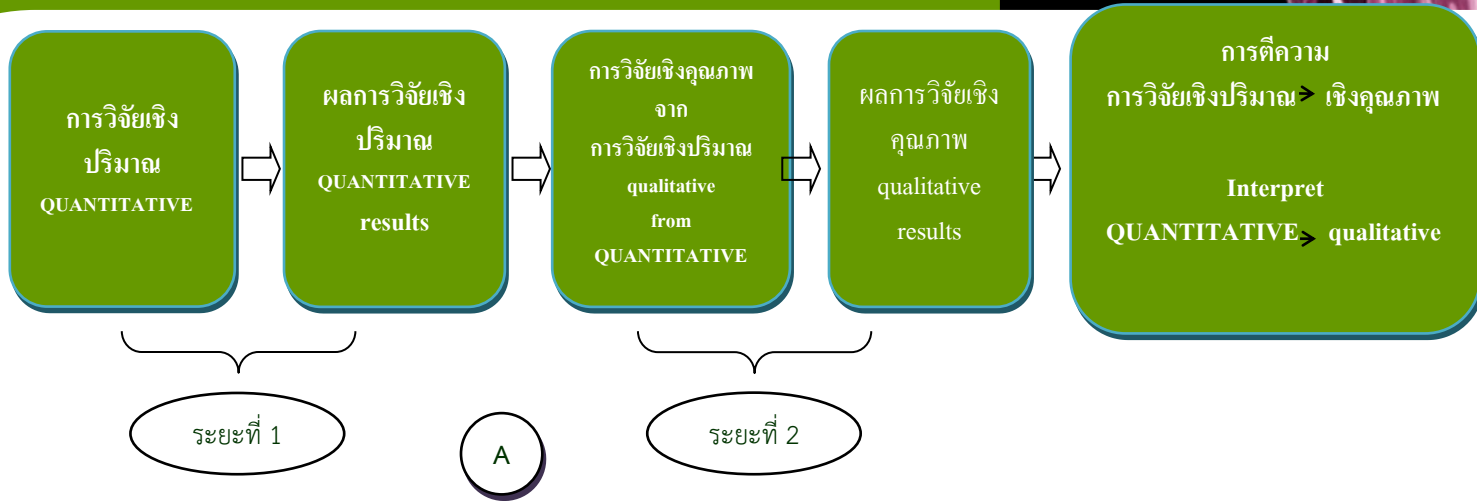 การวิจัยเชิง
ปริมาณ
QUANTITATIVE
ผลการวิจัยเชิง
ปริมาณ
QUANTITATIVE
results
การวิจัยเชิงคุณภาพ
จาก
การวิจัยเชิงปริมาณ
qualitative
from
QUANTITATIVE
ผลการวิจัยเชิง
คุณภาพ
qualitative
results
การตีความ
การวิจัยเชิงปริมาณ เชิงคุณภาพ
Interpret
QUANTITATIVE qualitative
ระยะที่ 1
A
ระยะที่ 2